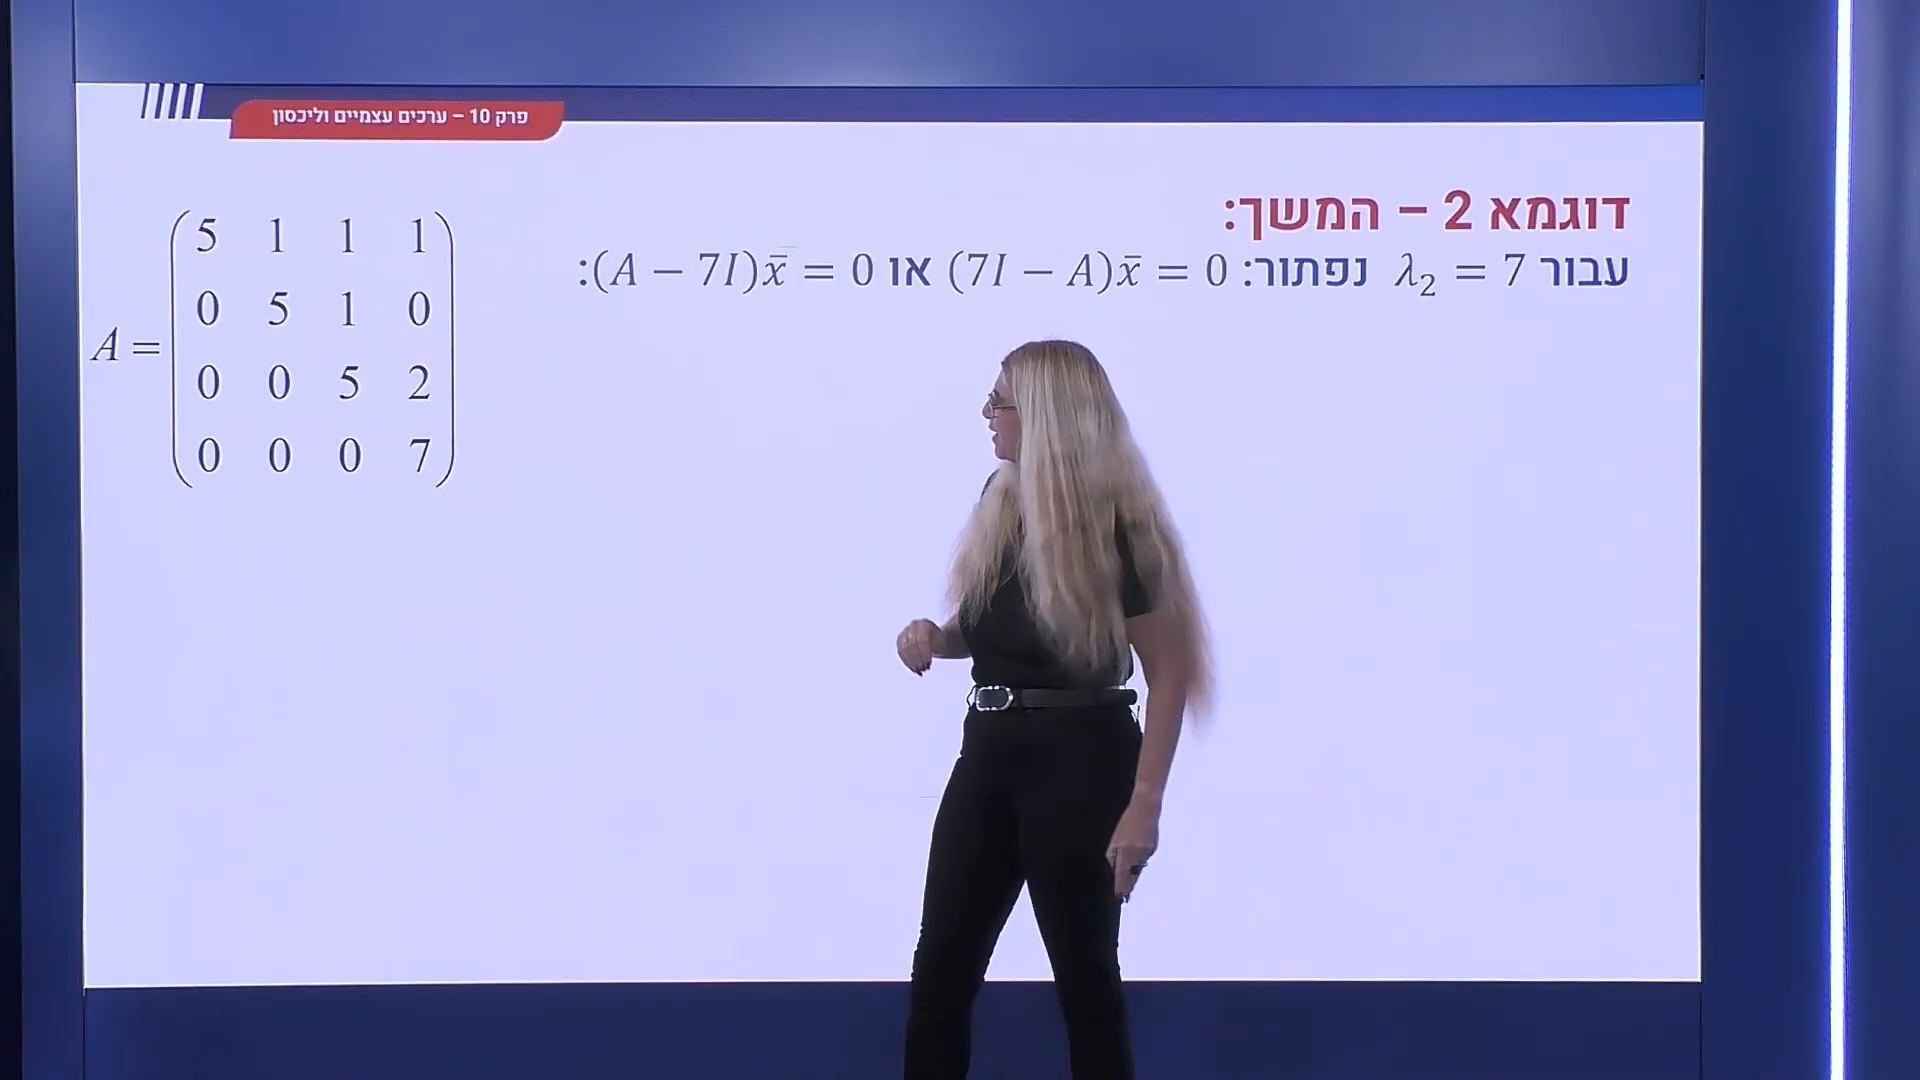 פרק 10 – ערכים עצמיים וליכסון
דוגמא 2 – המשך:
עבור λ₂ = 7 נפתור: (7I − A)x̄ = 0 או (A − 7I)x̄ = 0:
A =
5 1 1 1
0 5 1 0
0 0 5 2
0 0 0 7